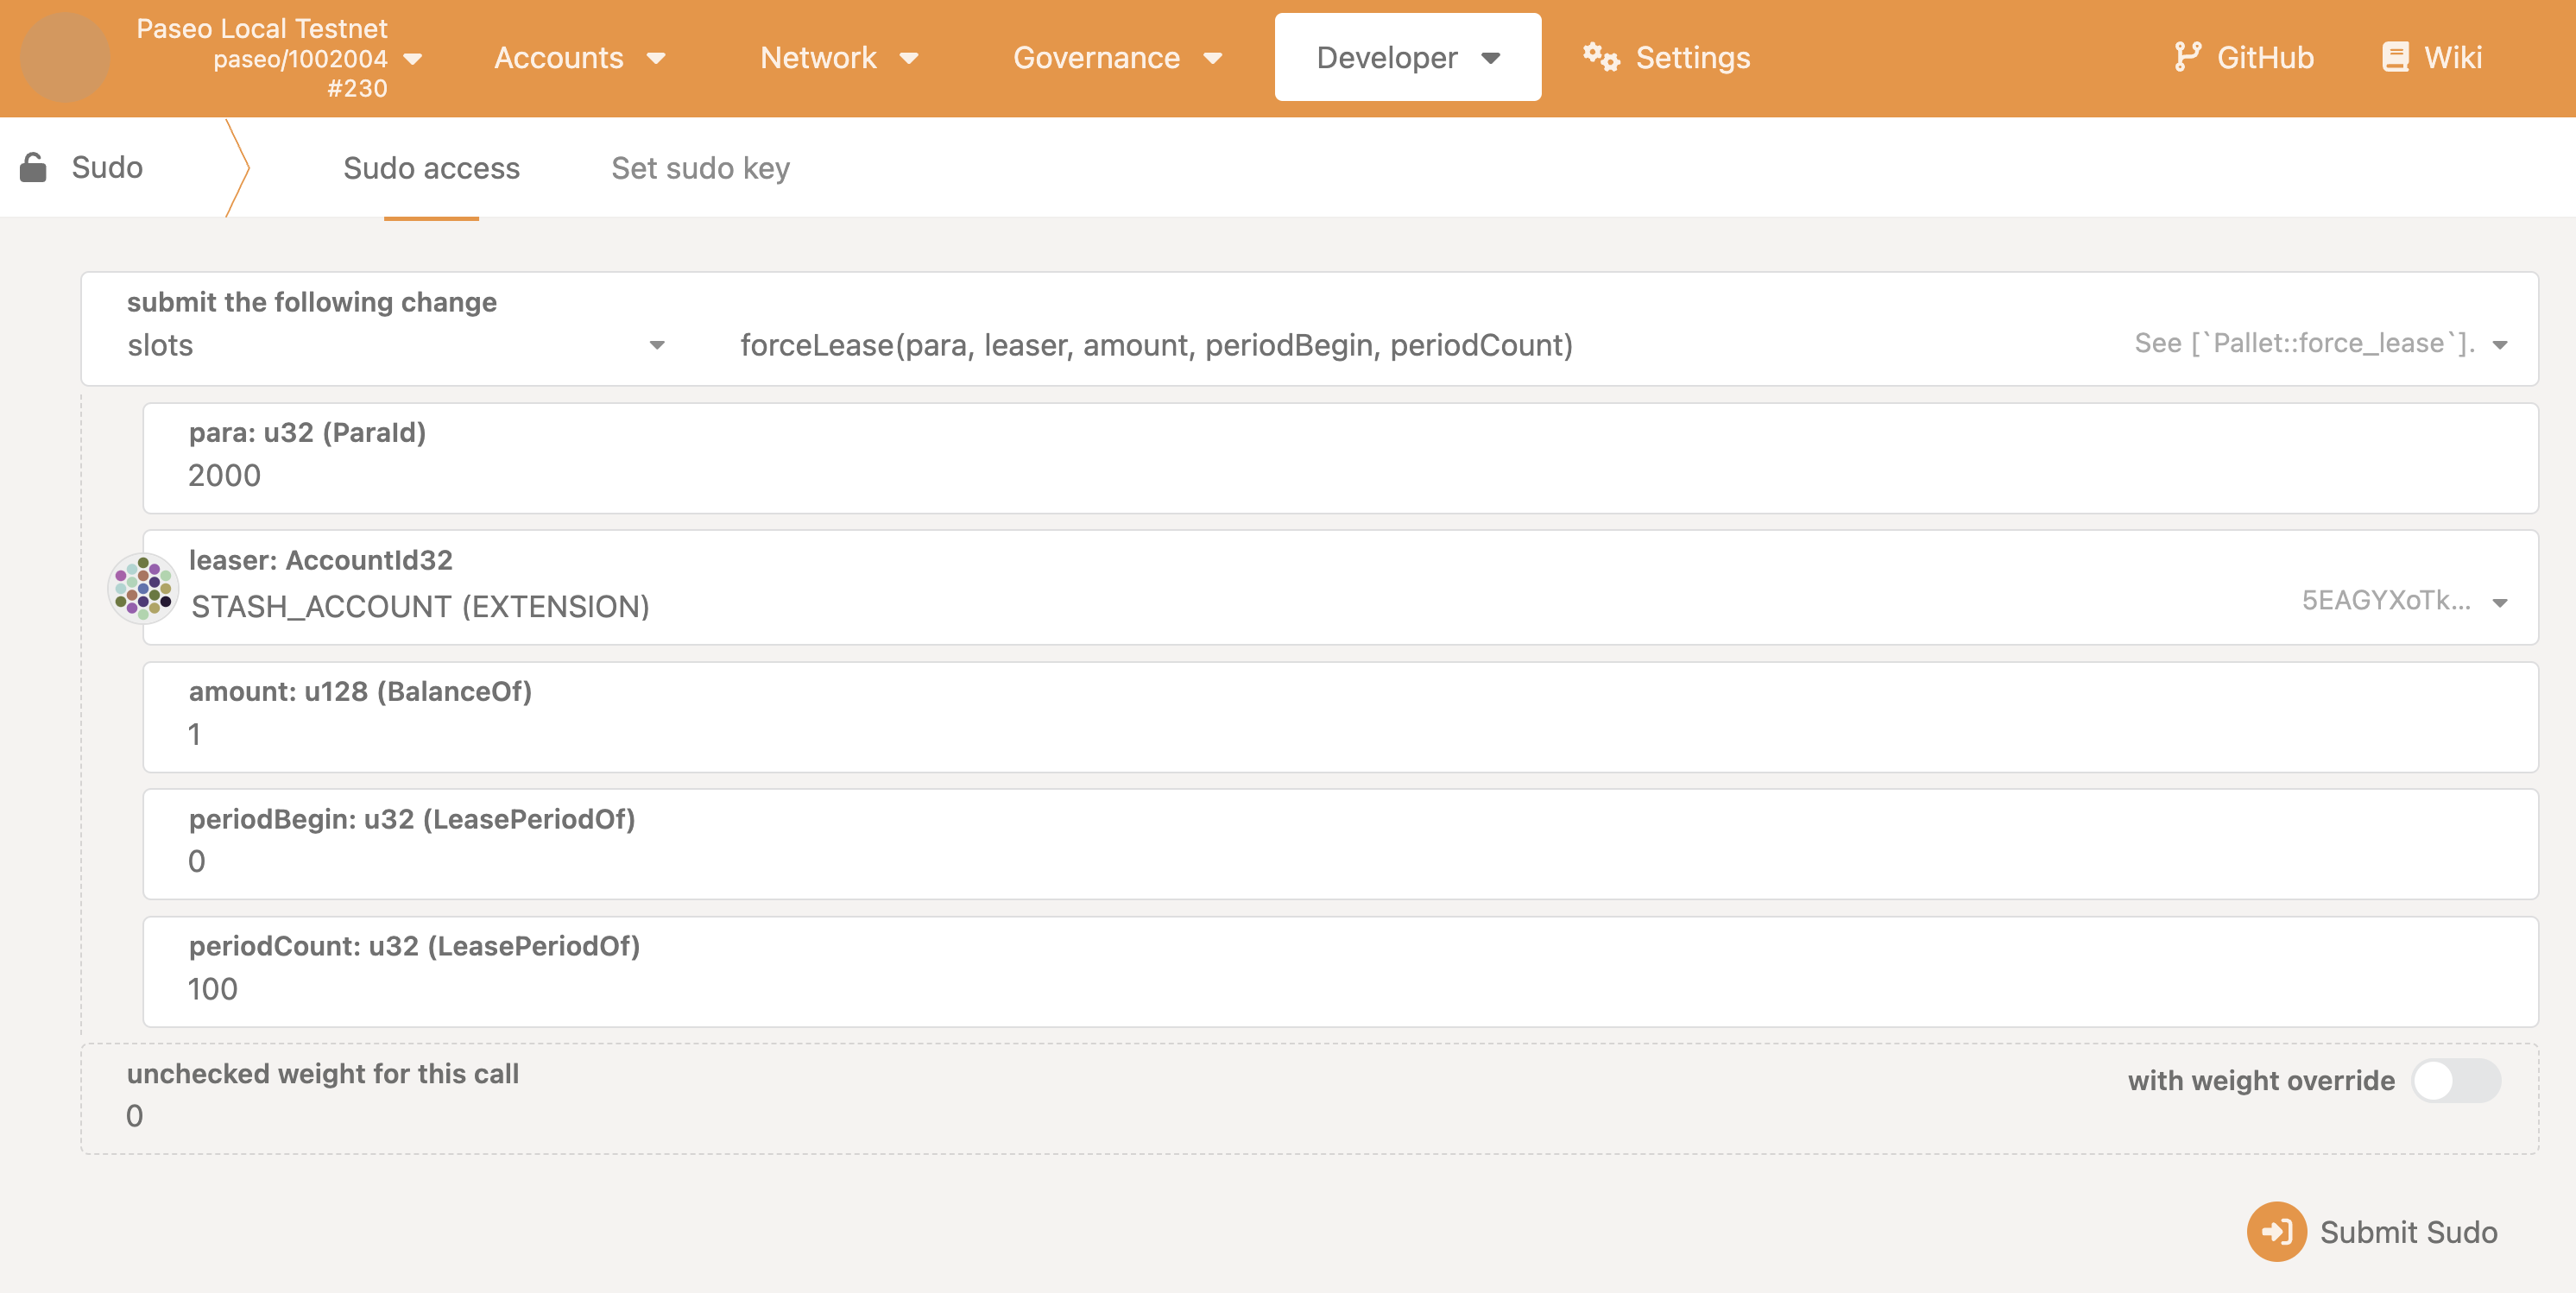 Paseo Local Testnet
paseo/1002004
#230
Accounts
Network
Governance
Developer
Settings
GitHub
Wiki
Sudo
Sudo access
Set sudo key
submit the following change
slots
forceLease(para, leaser, amount, periodBegin, periodCount)
See [`Pallet::force_lease`].
para: u32 (ParaId)
2000
leaser: AccountId32
STASH_ACCOUNT (EXTENSION)
5EAGYXoTk...
amount: u128 (BalanceOf)
1
periodBegin: u32 (LeasePeriodOf)
0
periodCount: u32 (LeasePeriodOf)
100
unchecked weight for this call
0
with weight override
Submit Sudo